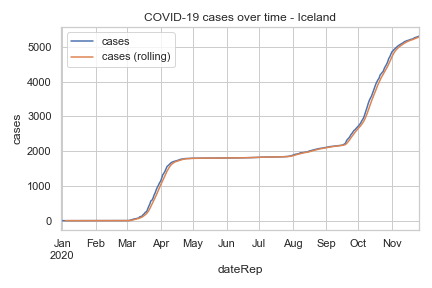 COVID-19 cases over time - Iceland
cases
cases (rolling)
5000
4000
3000
2000
1000
0
cases
Jan Feb Mar Apr May Jun Jul Aug Sep Oct Nov
2020
dateRep